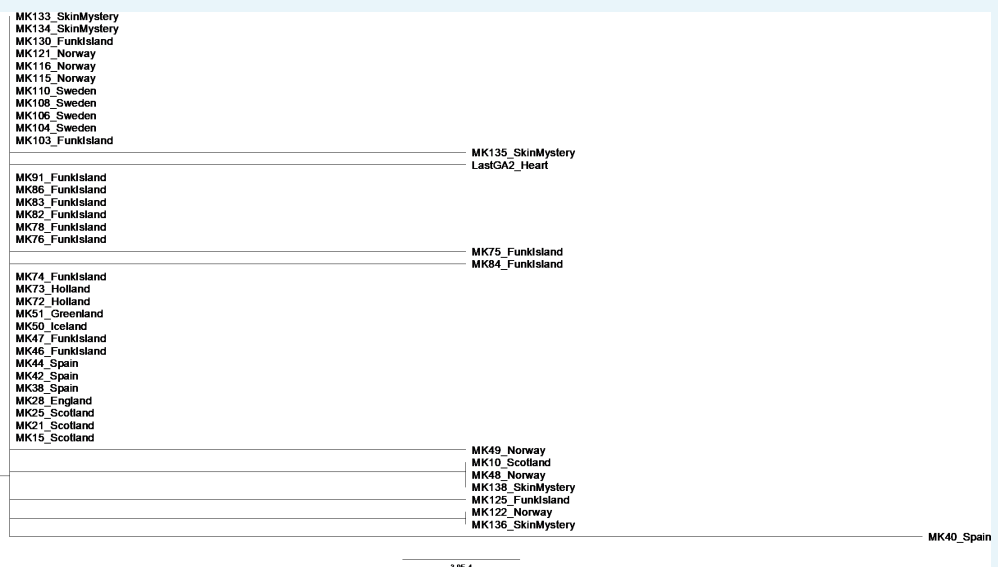 MK133_SkinMystery
MK134_SkinMystery
MK130_FunkIsland
MK121_Norway
MK116_Norway
MK115_Norway
MK110_Sweden
MK108_Sweden
MK106_Sweden
MK104_Sweden
MK103_FunkIsland
MK135_SkinMystery
LastGA2_Heart
MK91_FunkIsland
MK86_FunkIsland
MK83_FunkIsland
MK82_FunkIsland
MK78_FunkIsland
MK76_FunkIsland
MK75_FunkIsland
MK84_FunkIsland
MK74_FunkIsland
MK73_Holland
MK72_Holland
MK51_Greenland
MK50_Iceland
MK47_FunkIsland
MK46_FunkIsland
MK44_Spain
MK42_Spain
MK38_Spain
MK28_England
MK25_Scotland
MK21_Scotland
MK15_Scotland
MK49_Norway
MK10_Scotland
MK48_Norway
MK138_SkinMystery
MK125_FunkIsland
MK122_Norway
MK136_SkinMystery
MK40_Spain